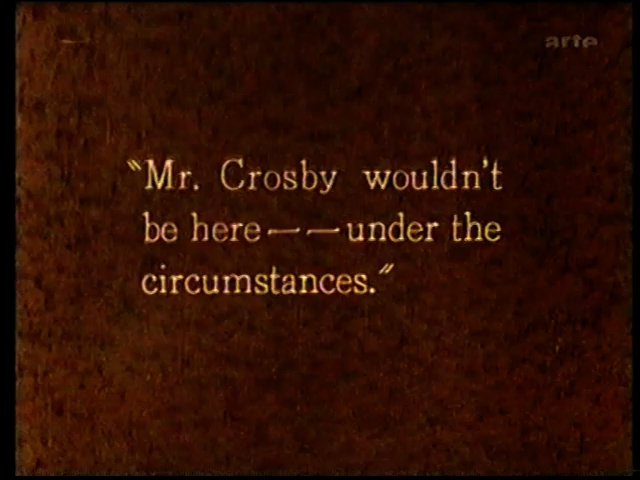 arte
"Mr. Crosby wouldn't
be here — — under the
circumstances."